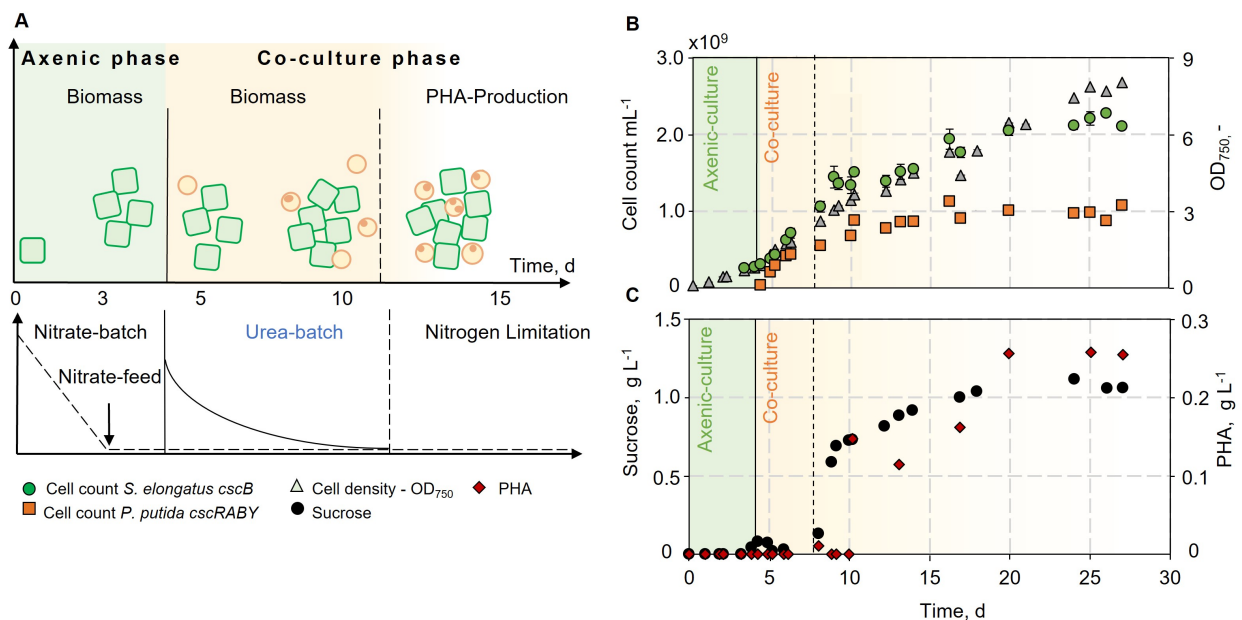 A
Axenic phase
Co-culture phase
Biomass
Biomass
PHA-Production
Time, d
0
3
5
10
15
Nitrate-batch
Urea-batch
Nitrogen Limitation
Nitrate-feed
Cell count S. elongatus cscB
Cell density - OD750
PHA
Cell count P. putida cscRABY
Sucrose
B
x10⁹
3.0
2.0
1.0
0
Cell count mL⁻¹
Axenic-culture
Co-culture
9
6
3
0
OD750, -
C
1.5
1.0
0.5
0
Sucrose, g L⁻¹
Axenic-culture
Co-culture
0.3
0.2
0.1
0
PHA, g L⁻¹
0
5
10
15
20
25
30
Time, d